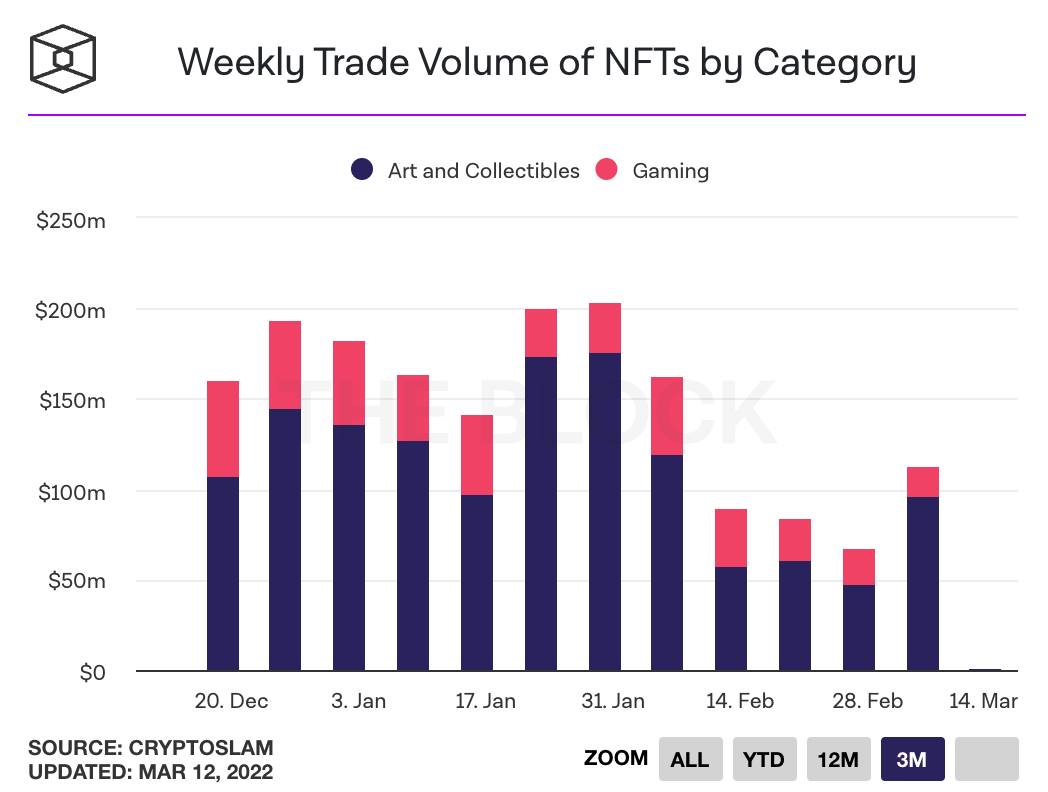 Weekly Trade Volume of NFTs by Category
Art and Collectibles Gaming
$250m
$200m
$150m
$100m
$50m
$0
THE BLOCK
20. Dec 3. Jan 17. Jan 31. Jan 14. Feb 28. Feb 14. Mar
SOURCE: CRYPTOSLAM
UPDATED: MAR 12, 2022
ZOOM ALL YTD 12M 3M